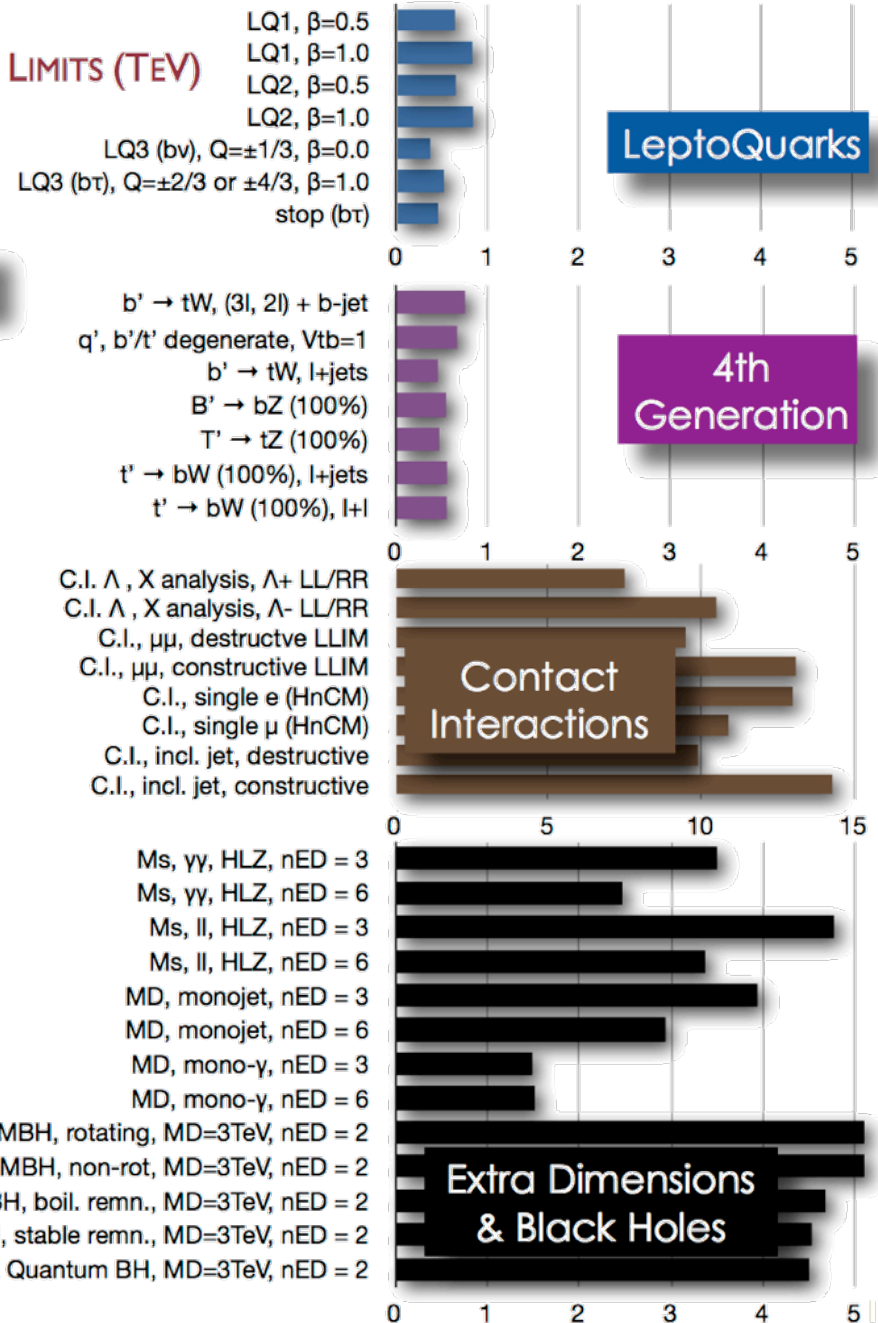 LIMITS (TEV)
LQ1, β=0.5
LQ1, β=1.0
LQ2, β=0.5
LQ2, β=1.0
LQ3 (bν), Q=±1/3, β=0.0
LQ3 (bτ), Q=±2/3 or ±4/3, β=1.0
stop (bτ)
LeptoQuarks
0 1 2 3 4 5
b’ → tW, (3l, 2l) + b-jet
q’, b’/t’ degenerate, Vtb=1
b’ → tW, l+jets
B’ → bZ (100%)
T’ → tZ (100%)
t’ → bW (100%), l+jets
t’ → bW (100%), l+l
4th
Generation
0 1 2 3 4 5
C.I. Λ , X analysis, Λ+ LL/RR
C.I. Λ , X analysis, Λ- LL/RR
C.I., μμ, destructve LLIM
C.I., μμ, constructive LLIM
C.I., single e (HnCM)
C.I., single μ (HnCM)
C.I., incl. jet, destructive
C.I., incl. jet, constructive
Contact
Interactions
0 5 10 15
Ms, γγ, HLZ, nED = 3
Ms, γγ, HLZ, nED = 6
Ms, ll, HLZ, nED = 3
Ms, ll, HLZ, nED = 6
MD, monojet, nED = 3
MD, monojet, nED = 6
MD, mono-γ, nED = 3
MD, mono-γ, nED = 6
MBH, rotating, MD=3TeV, nED = 2
MBH, non-rot, MD=3TeV, nED = 2
BH, boil. remn., MD=3TeV, nED = 2
, stable remn., MD=3TeV, nED = 2
Quantum BH, MD=3TeV, nED = 2
Extra Dimensions
& Black Holes
0 1 2 3 4 5